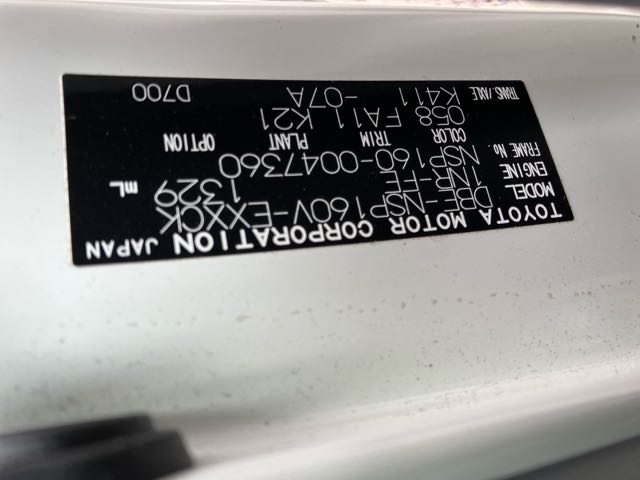 TOYOTA MOTOR CORPORATION JAPAN
MODEL DBE-NSP160V-EXXCK
ENGINE 1NR-FE 1329 mL
FRAME No. NSP160-0047360
COLOR TRIM PLANT OPTION
058 FA11 K21
TRANS/AXLE K411 -07A D700